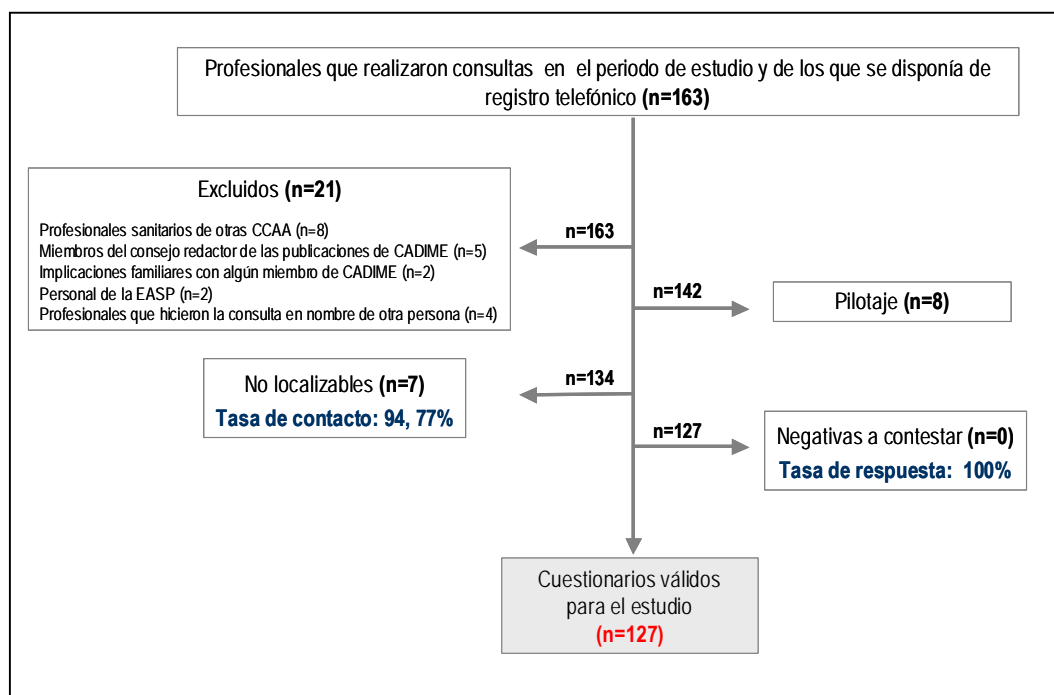 Profesionales que realizaron consultas en el periodo de estudio y de los que se disponía de
registro telefónico (n=163)
Excluidos (n=21)
Profesionales sanitarios de otras CCAA (n=8)
Miembros del consejo redactor de las publicaciones de CADIME (n=5)
Implicaciones familiares con algún miembro de CADIME (n=2)
Personal de la EASP (n=2)
Profesionales que hicieron la consulta en nombre de otra persona (n=4)
n=163
n=142
Pilotaje (n=8)
n=134
No localizables (n=7)
Tasa de contacto: 94, 77%
n=127
Negativas a contestar (n=0)
Tasa de respuesta: 100%
Cuestionarios válidos
para el estudio
(n=127)